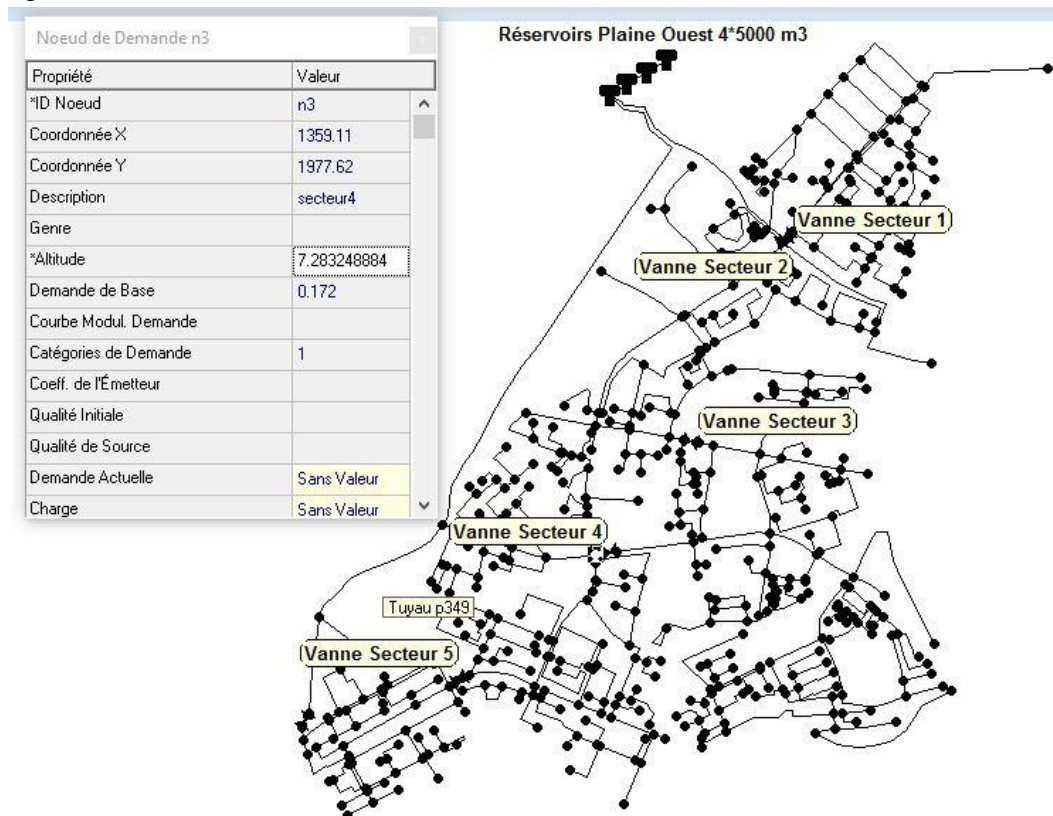 Réservoirs Plaine Ouest 4*5000 m3
Noeud de Demande n3
Propriété Valeur
*ID Noeud n3
Coordonnée X 1359.11
Coordonnée Y 1977.62
Description secteur4
Genre
*Altitude 7.283248884
Demande de Base 0.172
Courbe Modul. Demande
Catégories de Demande 1
Coeff. de l'Émetteur
Qualité Initiale
Qualité de Source
Demande Actuelle Sans Valeur
Charge Sans Valeur
Vanne Secteur 1
Vanne Secteur 2
Vanne Secteur 3
Vanne Secteur 4
Tuyau p349
Vanne Secteur 5